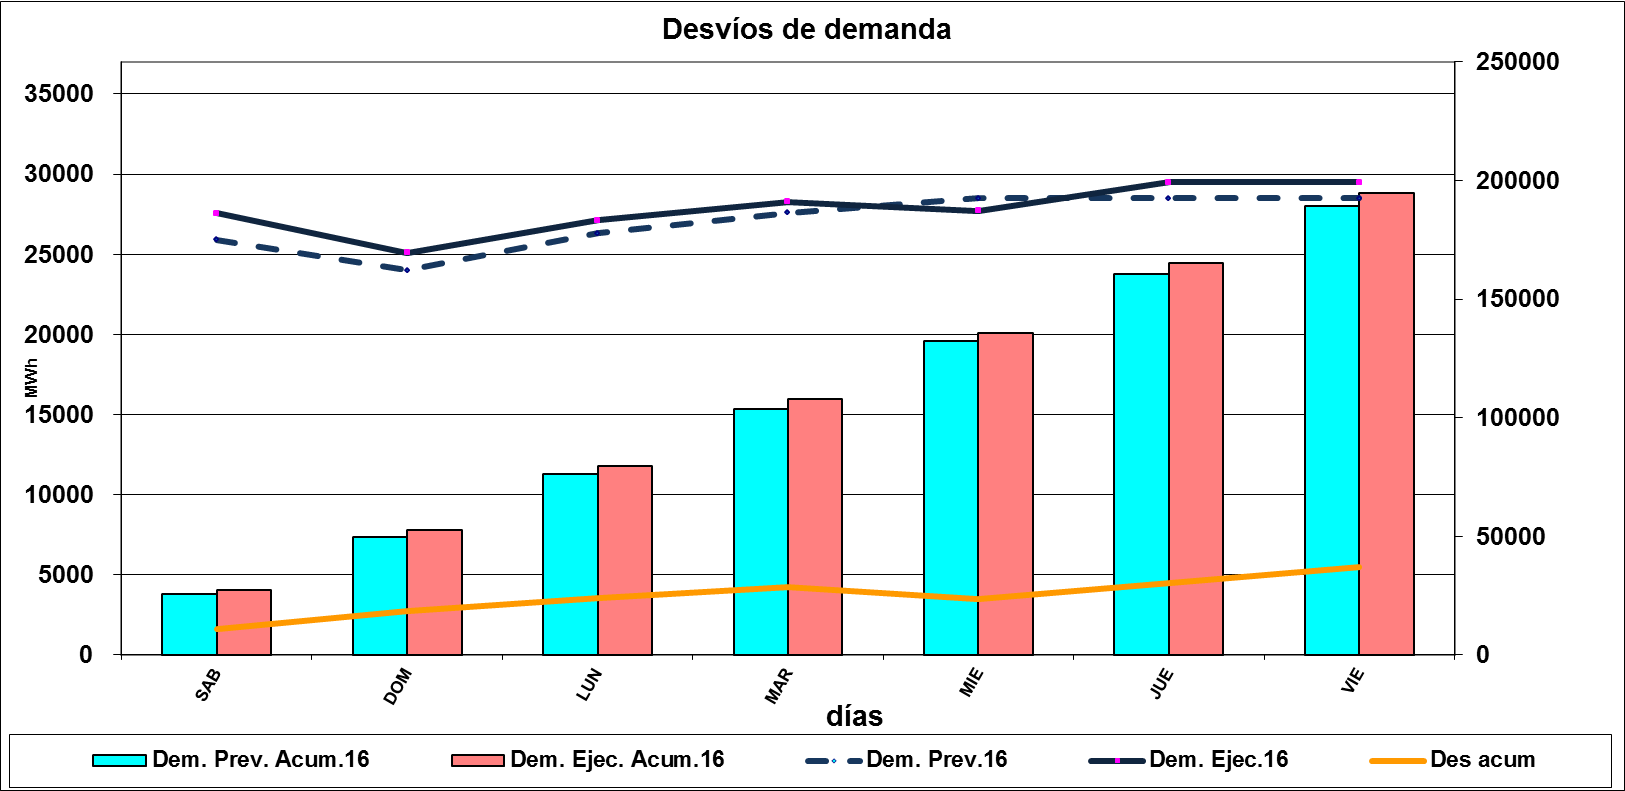 Desvíos de demanda
35000
30000
25000
20000
15000
10000
5000
0
MWh
250000
200000
150000
100000
50000
0
SAB DOM LUN MAR MIE JUE VIE
días
Dem. Prev. Acum.16 Dem. Ejec. Acum.16 Dem. Prev.16 Dem. Ejec.16 Des acum